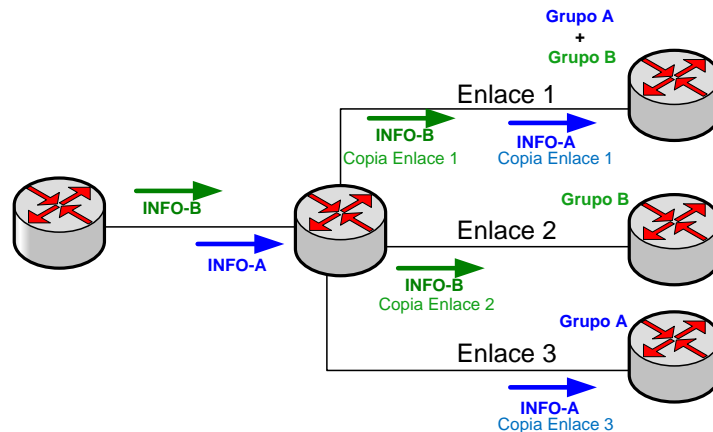 Grupo A
+
Grupo B
Enlace 1
INFO-B
Copia Enlace 1
INFO-A
Copia Enlace 1
INFO-B
INFO-A
Grupo B
Enlace 2
INFO-B
Copia Enlace 2
Grupo A
Enlace 3
INFO-A
Copia Enlace 3